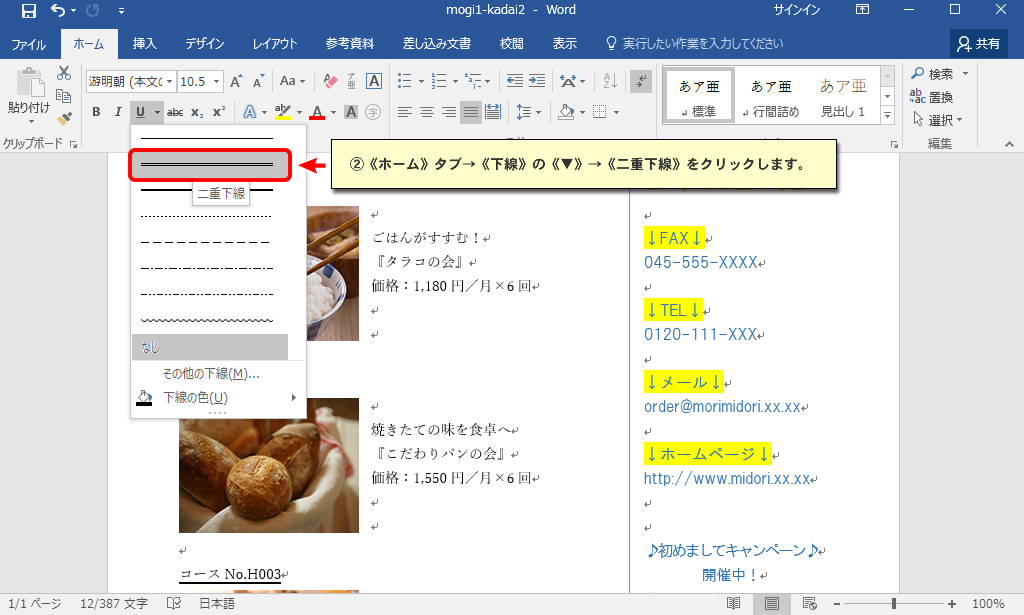 mogi1-kadai2 - Word
サインイン
ファイル
ホーム
挿入
デザイン
レイアウト
参考資料
差し込み文書
校閲
表示
実行したい作業を入力してください
共有
貼り付け
游明朝 (本文の
10.5
A A Aa
B I U abc x₂ x²
あア亜
あア亜
あア亜
↲標準
↲行間詰め
見出し 1
検索
置換
選択
クリップボード
編集
②《ホーム》タブ→《下線》の《▼》→《二重下線》をクリックします。
二重下線
なし
その他の下線(M)...
下線の色(U)
ごはんがすすむ！
『タラコの会』
価格：1,180 円／月×6 回
焼きたての味を食卓へ
『こだわりパンの会』
価格：1,550 円／月×6 回
コース No.H003
↓FAX↓
045-555-XXXX
↓TEL↓
0120-111-XXX
↓メール↓
order@morimidori.xx.xx
↓ホームページ↓
http://www.midori.xx.xx
♪初めましてキャンペーン♪
開催中！
1/1 ページ
12/387 文字
日本語
100%